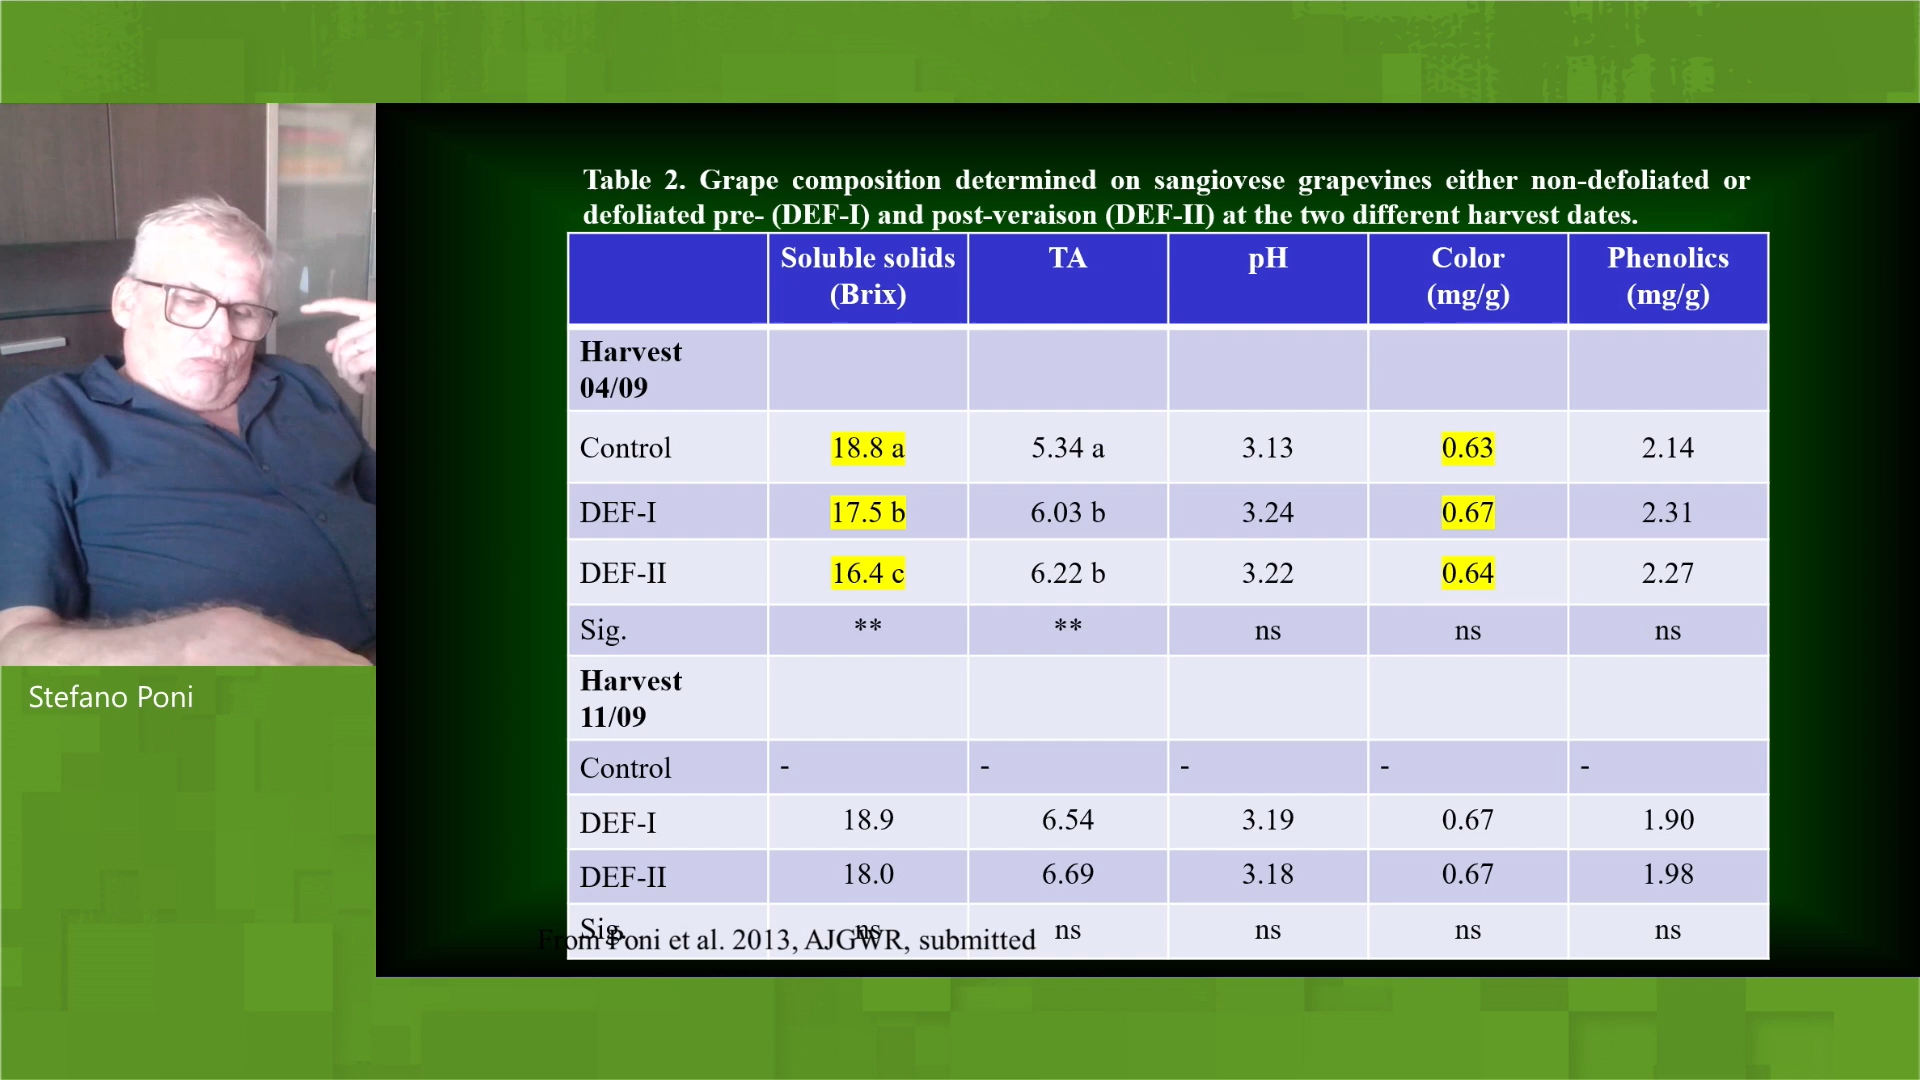 Table 2. Grape composition determined on sangiovese grapevines either non-defoliated or
defoliated pre- (DEF-I) and post-veraison (DEF-II) at the two different harvest dates.
Soluble solids (Brix) TA pH Color (mg/g) Phenolics (mg/g)
Harvest
04/09
Control 18.8 a 5.34 a 3.13 0.63 2.14
DEF-I 17.5 b 6.03 b 3.24 0.67 2.31
DEF-II 16.4 c 6.22 b 3.22 0.64 2.27
Sig. ** ** ns ns ns
Harvest
11/09
Control - - - - -
DEF-I 18.9 6.54 3.19 0.67 1.90
DEF-II 18.0 6.69 3.18 0.67 1.98
Sig. ns ns ns ns ns
From Poni et al. 2013, AJGWR, submitted
Stefano Poni